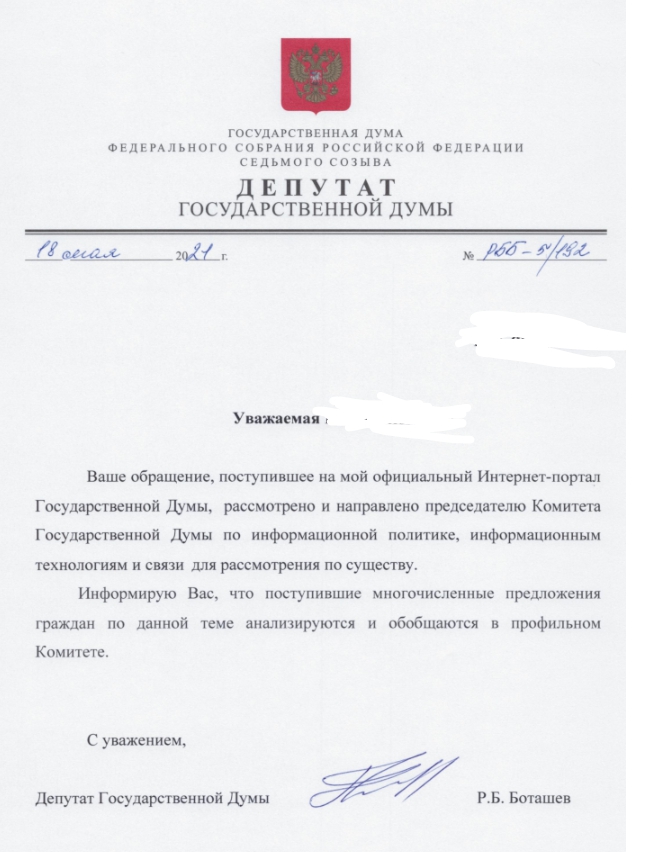 ГОСУДАРСТВЕННАЯ ДУМА
ФЕДЕРАЛЬНОГО СОБРАНИЯ РОССИЙСКОЙ ФЕДЕРАЦИИ
СЕДЬМОГО СОЗЫВА
ДЕПУТАТ
ГОСУДАРСТВЕННОЙ ДУМЫ
18 мая 2021 г. № РББ-5/192
Уважаемая
Ваше обращение, поступившее на мой официальный Интернет-портал
Государственной Думы, рассмотрено и направлено председателю Комитета
Государственной Думы по информационной политике, информационным
технологиям и связи для рассмотрения по существу.
Информирую Вас, что поступившие многочисленные предложения
граждан по данной теме анализируются и обобщаются в профильном
Комитете.
С уважением,
Депутат Государственной Думы Р.Б. Боташев